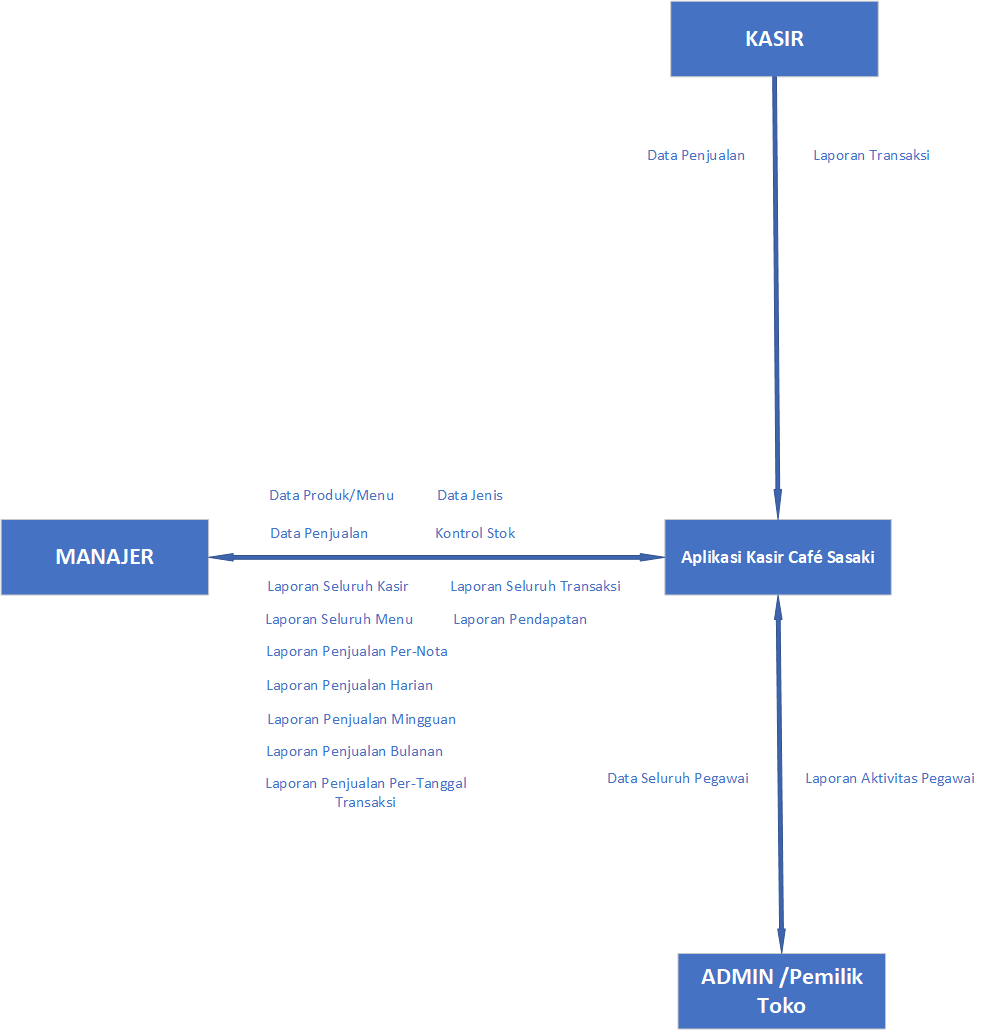 KASIR
Data Penjualan
Laporan Transaksi
Data Produk/Menu
Data Jenis
Data Penjualan
Kontrol Stok
MANAJER
Aplikasi Kasir Café Sasaki
Laporan Seluruh Kasir
Laporan Seluruh Transaksi
Laporan Seluruh Menu
Laporan Pendapatan
Laporan Penjualan Per-Nota
Laporan Penjualan Harian
Laporan Penjualan Mingguan
Laporan Penjualan Bulanan
Laporan Penjualan Per-Tanggal
Transaksi
Data Seluruh Pegawai
Laporan Aktivitas Pegawai
ADMIN /Pemilik
Toko